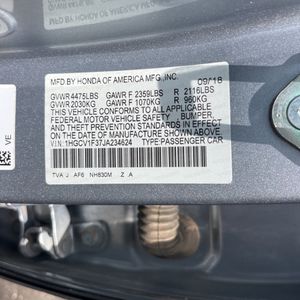 MFD BY HONDA OF AMERICA MFG.,INC. 09/18
GVWR 4475LBS GAWR F 2359LBS R 2116LBS
GVWR 2030KG GAWR F 1070KG R 960KG
THIS VEHICLE CONFORMS TO ALL APPLICABLE
FEDERAL MOTOR VEHICLE SAFETY, BUMPER,
AND THEFT PREVENTION STANDARDS IN EFFECT ON THE
DATE OF MANUFACTURE SHOWN ABOVE.
V.I.N: 1HGCV1F37JA234624 TYPE:PASSENGER CAR
TVA J AF6 NH830M Z A
VE